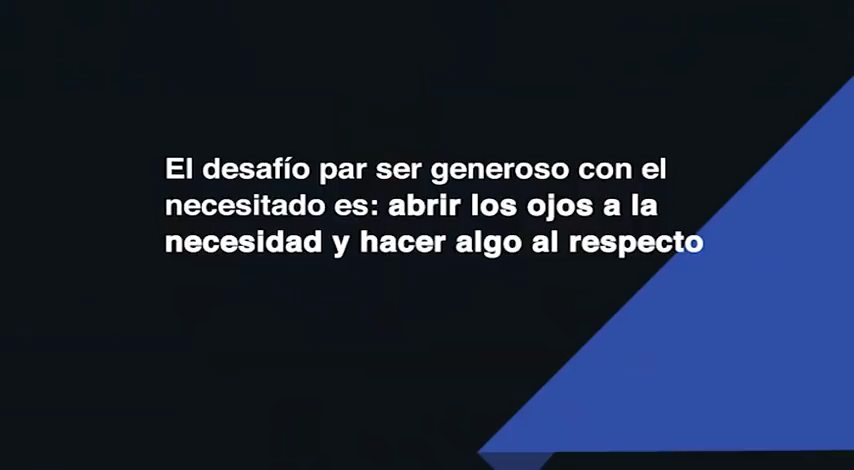 El desafío par ser generoso con el
necesitado es: abrir los ojos a la
necesidad y hacer algo al respecto